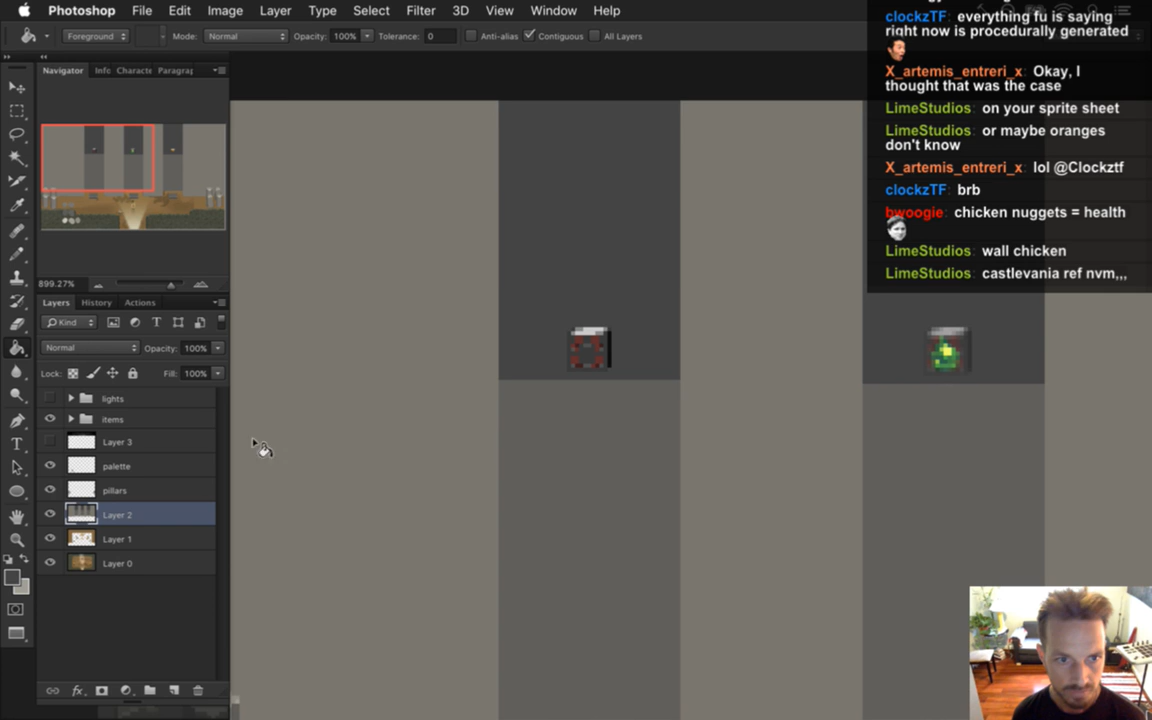 Photoshop File Edit Image Layer Type Select Filter 3D View Window Help
Foreground Mode: Normal Opacity: 100% Tolerance: 0 Anti-alias Contiguous All Layers
Navigator Info Characte Paragraj
899.27%
Layers History Actions
Kind
Normal Opacity: 100%
Lock: Fill: 100%
lights
items
Layer 3
palette
pillars
Layer 2
Layer 1
Layer 0
fx
clockzTF: everything fu is saying
right now is procedurally generated
X_artemis_entreri_x: Okay, I
thought that was the case
LimeStudios: on your sprite sheet
LimeStudios: or maybe oranges
don't know
X_artemis_entreri_x: lol @Clockztf
clockzTF: brb
bwoogie: chicken nuggets = health
LimeStudios: wall chicken
LimeStudios: castlevania ref nvm,,,